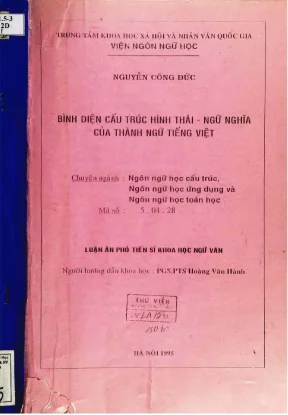 1.5-3
2D
TRUNG TÂM KHOA HỌC XÃ HỘI VÀ NHÂN VĂN QUỐC GIA
VIỆN NGÔN NGỮ HỌC
NGUYỄN CÔNG ĐỨC
BÌNH DIỆN CẤU TRÚC HÌNH THÁI - NGỮ NGHĨA
CỦA THÀNH NGỮ TIẾNG VIỆT
Chuyên ngành : Ngôn ngữ học cấu trúc,
Ngôn ngữ học ứng dụng và
Ngôn ngữ học toán học
Mã số : 5 . 04 . 28
LUẬN ÁN PHÓ TIẾN SĨ KHOA HỌC NGỮ VĂN
Người hướng dẫn khoa học : PGS.PTS Hoàng Văn Hành
THƯ VIỆN
HÀ NỘI 1995